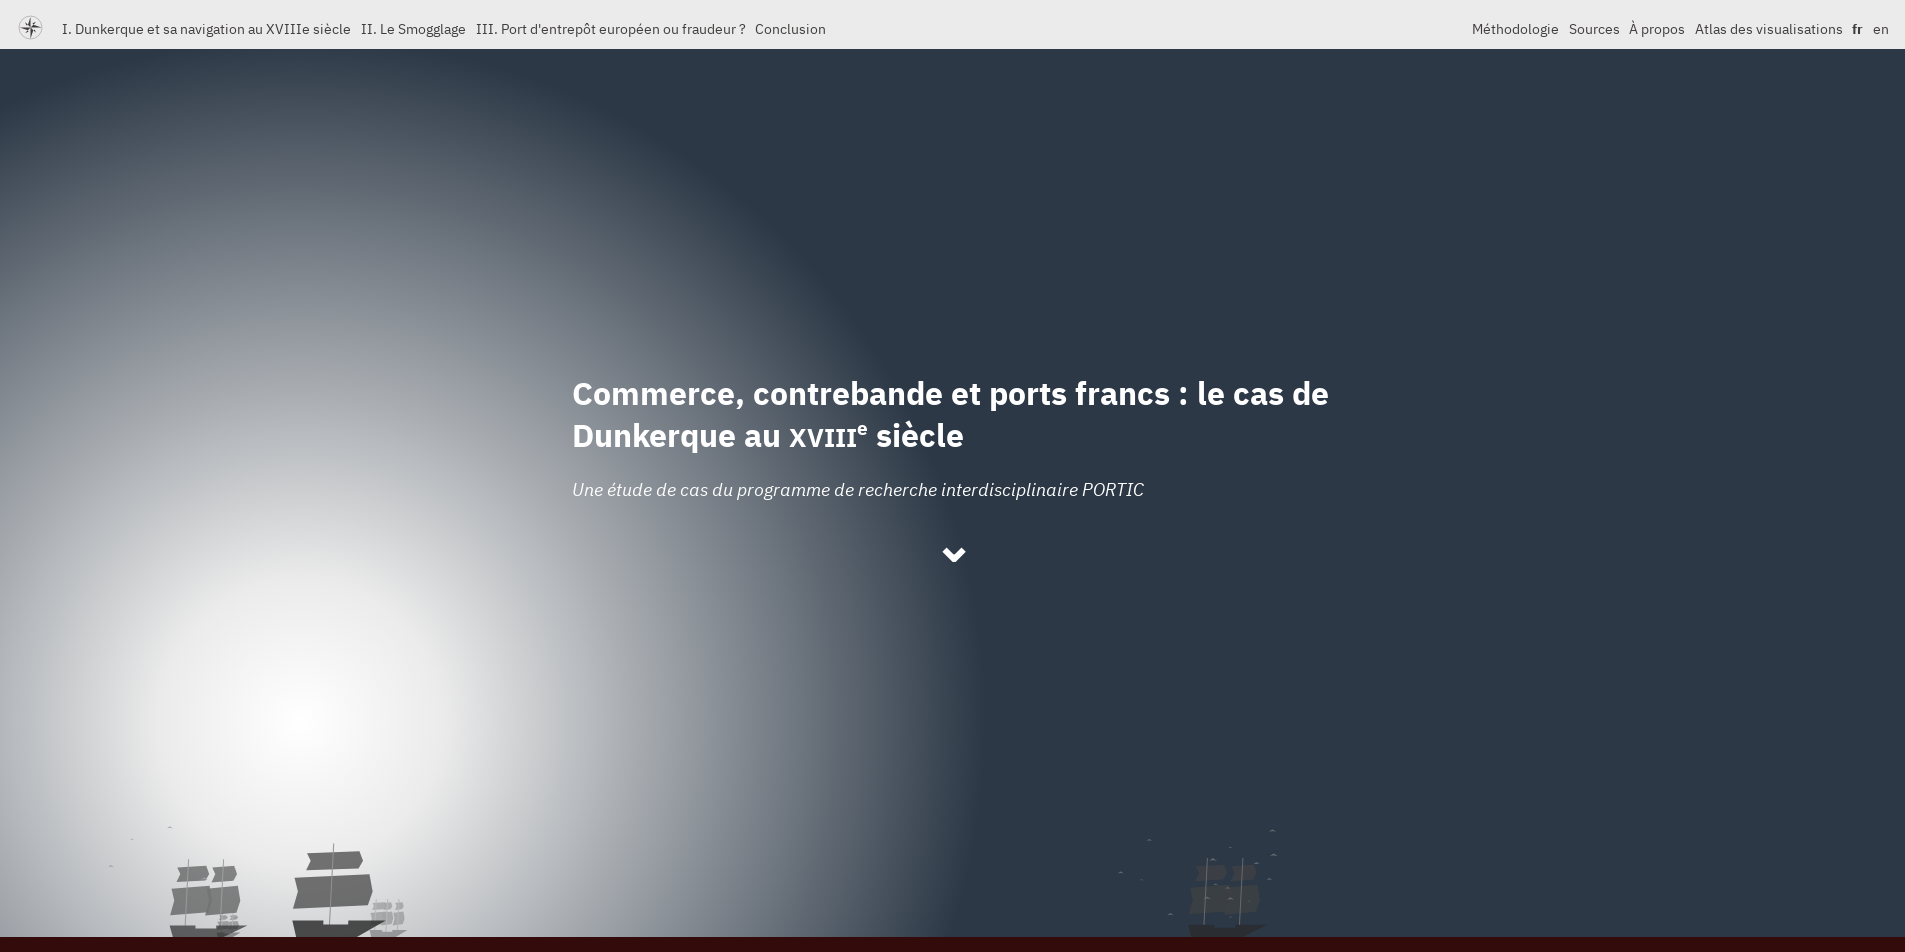 I. Dunkerque et sa navigation au XVIIIe siècle II. Le Smogglage III. Port d'entrepôt européen ou fraudeur ? Conclusion Méthodologie Sources À propos Atlas des visualisations fr en
Commerce, contrebande et ports francs : le cas de
Dunkerque au XVIIIe siècle
Une étude de cas du programme de recherche interdisciplinaire PORTIC